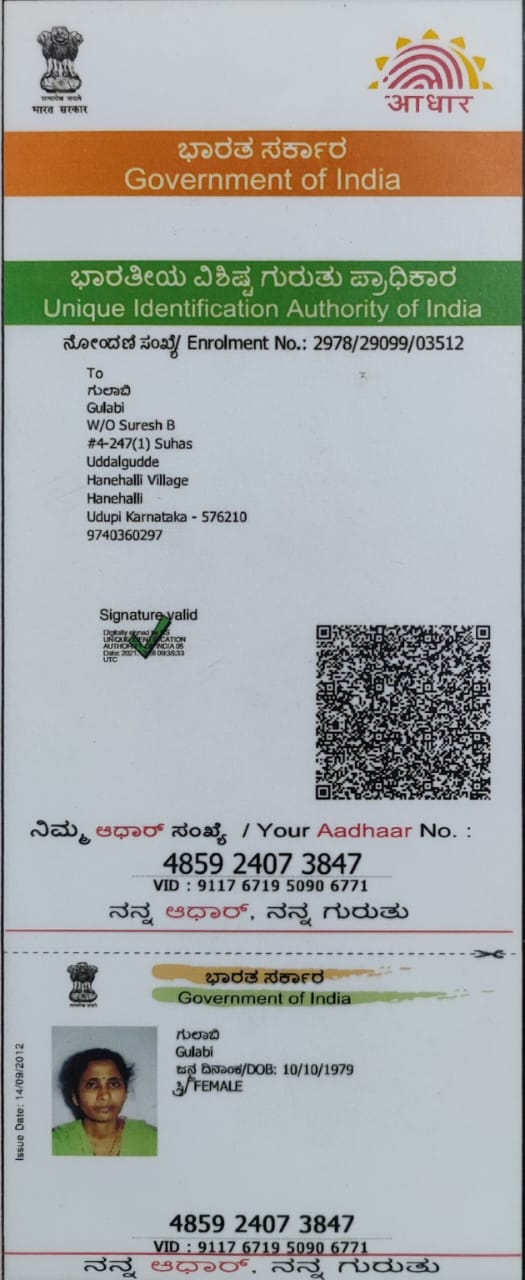 सत्यमेव जयते
भारत सरकार
आधार
ಭಾರತ ಸರ್ಕಾರ
Government of India
ಭಾರತೀಯ ವಿಶಿಷ್ಟ ಗುರುತು ಪ್ರಾಧಿಕಾರ
Unique Identification Authority of India
ನೋಂದಣಿ ಸಂಖ್ಯೆ/ Enrolment No.: 2978/29099/03512
To
ಗುಲಾಬಿ
Gulabi
W/O Suresh B
#4-247(1) Suhas
Uddalgudde
Hanehalli Village
Hanehalli
Udupi Karnataka - 576210
9740360297
Signature valid
Digitally signed by DS
UNIQUE IDENTIFICATION
AUTHORITY OF INDIA 05
Date: 2021. 09:35:33
UTC
ನಿಮ್ಮ ಆಧಾರ್ ಸಂಖ್ಯೆ / Your Aadhaar No. :
4859 2407 3847
VID : 9117 6719 5090 6771
ನನ್ನ ಆಧಾರ್, ನನ್ನ ಗುರುತು
ಭಾರತ ಸರ್ಕಾರ
Government of India
Issue Date: 14/09/2012
ಗುಲಾಬಿ
Gulabi
ಜನ್ಮ ದಿನಾಂಕ/DOB: 10/10/1979
ಸ್ತ್ರೀ/ FEMALE
4859 2407 3847
VID : 9117 6719 5090 6771
ನನ್ನ ಆಧಾರ್, ನನ್ನ ಗುರುತು